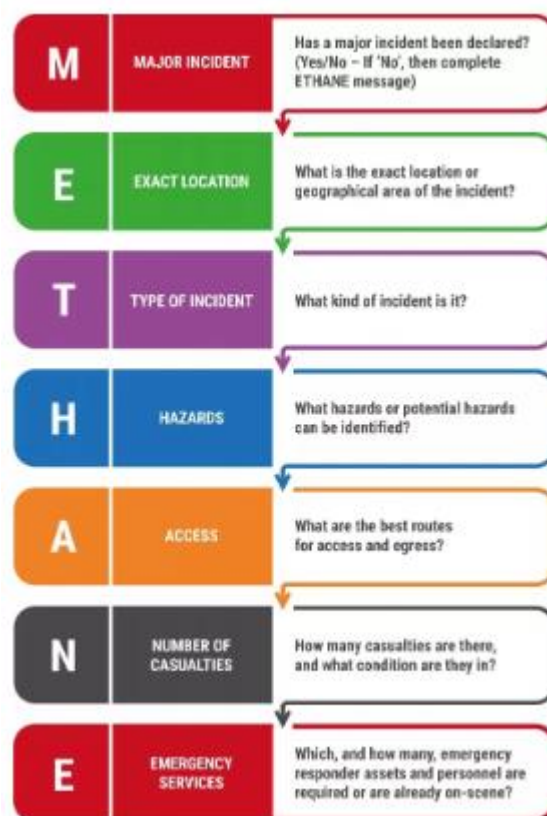 M
MAJOR INCIDENT
Has a major incident been declared?
(Yes/No – If 'No', then complete
ETHANE message)
E
EXACT LOCATION
What is the exact location or
geographical area of the incident?
T
TYPE OF INCIDENT
What kind of incident is it?
H
HAZARDS
What hazards or potential hazards
can be identified?
A
ACCESS
What are the best routes
for access and egress?
N
NUMBER OF
CASUALTIES
How many casualties are there,
and what condition are they in?
E
EMERGENCY
SERVICES
Which, and how many, emergency
responder assets and personnel are
required or are already on-scene?